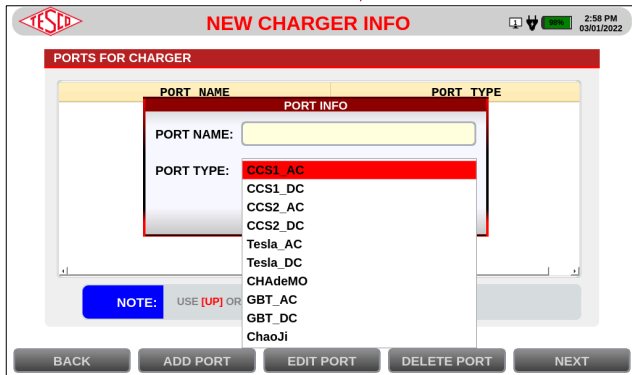 TESCO
NEW CHARGER INFO
1
98%
2:58 PM
03/01/2022
PORTS FOR CHARGER
PORT NAME PORT TYPE
PORT INFO
PORT NAME:
PORT TYPE:
CCS1_AC
CCS1_DC
CCS2_AC
CCS2_DC
Tesla_AC
Tesla_DC
CHAdeMO
GBT_AC
GBT_DC
ChaoJi
NOTE: USE [UP] OR
BACK ADD PORT EDIT PORT DELETE PORT NEXT